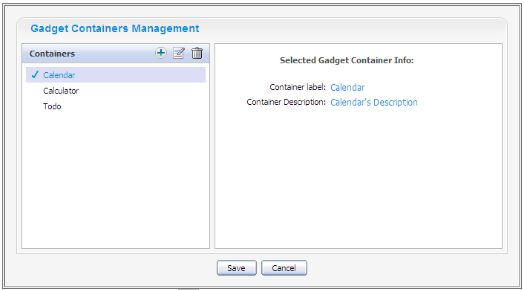 Gadget Containers Management
Containers
Calendar
Calculator
Todo
Selected Gadget Container Info:
Container label: Calendar
Container Description: Calendar's Description
Save Cancel